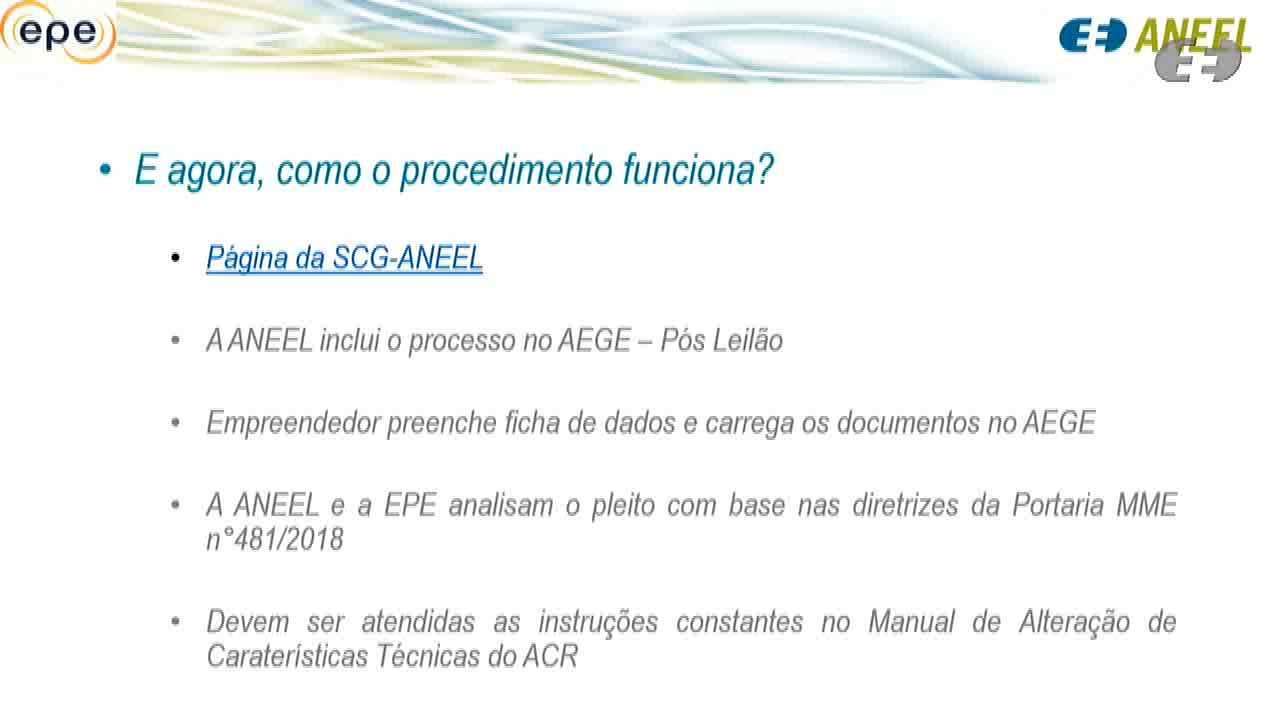 epe
ANEEL
• E agora, como o procedimento funciona?
• Página da SCG-ANEEL
• A ANEEL inclui o processo no AEGE – Pós Leilão
• Empreendedor preenche ficha de dados e carrega os documentos no AEGE
• A ANEEL e a EPE analisam o pleito com base nas diretrizes da Portaria MME
n°481/2018
• Devem ser atendidas as instruções constantes no Manual de Alteração de
Caraterísticas Técnicas do ACR